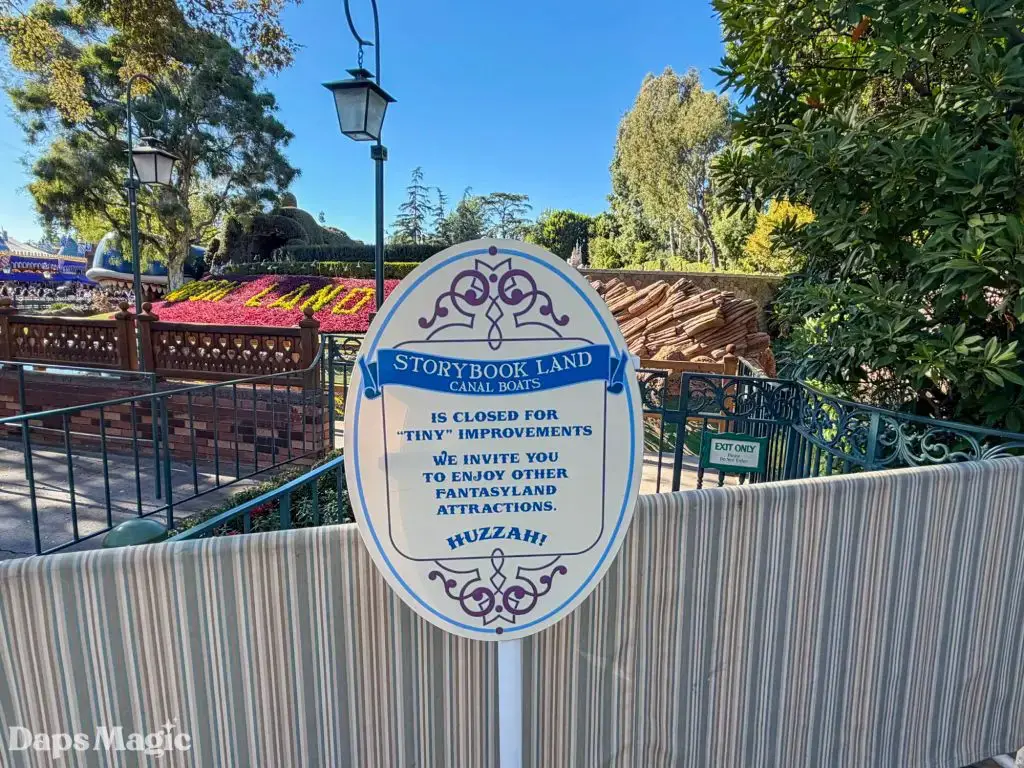 LAND
STORYBOOK LAND
CANAL BOATS
IS CLOSED FOR
"TINY" IMPROVEMENTS
WE INVITE YOU
TO ENJOY OTHER
FANTASYLAND
ATTRACTIONS.
HUZZAH!
EXIT ONLY
DapsMagic